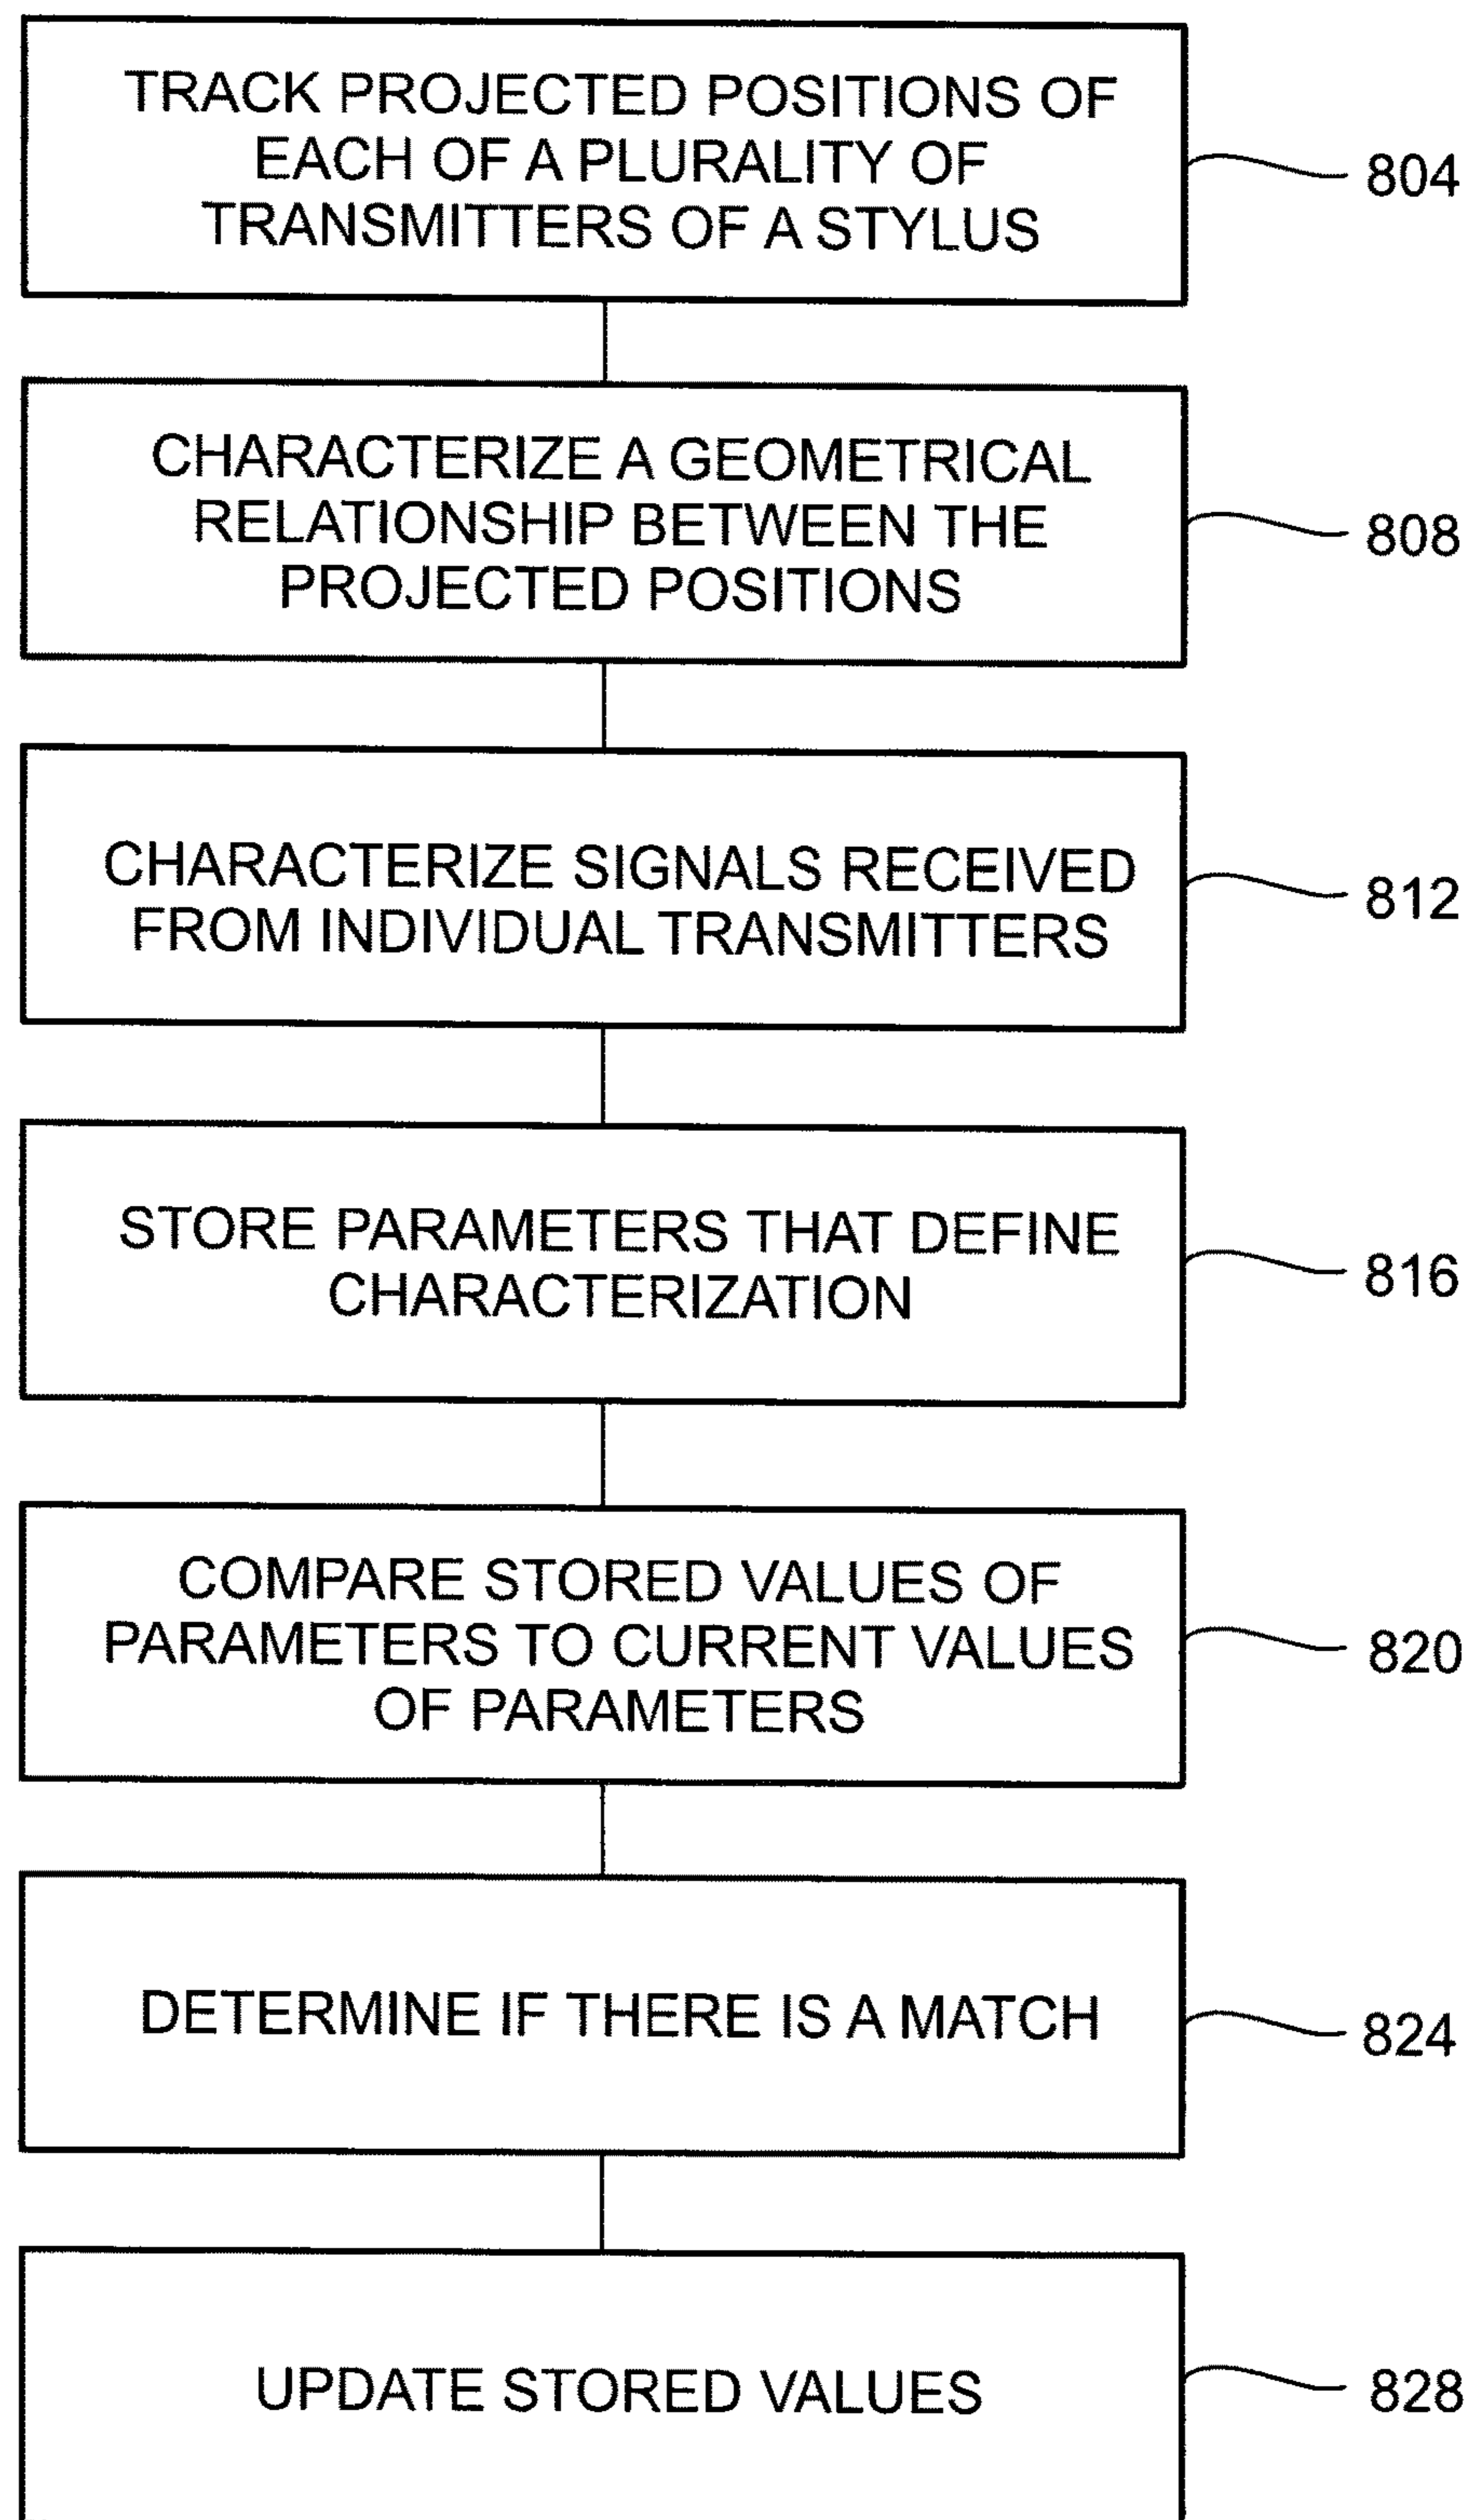 TRACK PROJECTED POSITIONS OF
EACH OF A PLURALITY OF
TRANSMITTERS OF A STYLUS
804
CHARACTERIZE A GEOMETRICAL
RELATIONSHIP BETWEEN THE
PROJECTED POSITIONS
808
CHARACTERIZE SIGNALS RECEIVED
FROM INDIVIDUAL TRANSMITTERS
812
STORE PARAMETERS THAT DEFINE
CHARACTERIZATION
816
COMPARE STORED VALUES OF
PARAMETERS TO CURRENT VALUES
OF PARAMETERS
820
DETERMINE IF THERE IS A MATCH
824
UPDATE STORED VALUES
828